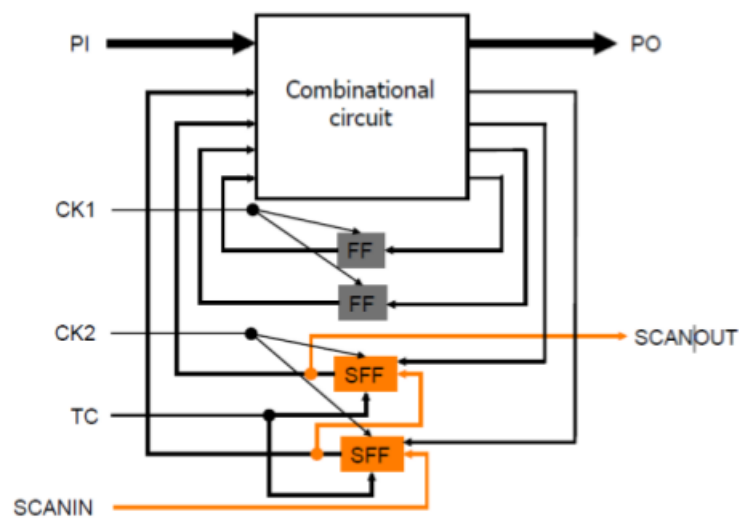 PI
PO
Combinational
circuit
CK1
FF
FF
CK2
SCANOUT
SFF
TC
SFF
SCANIN